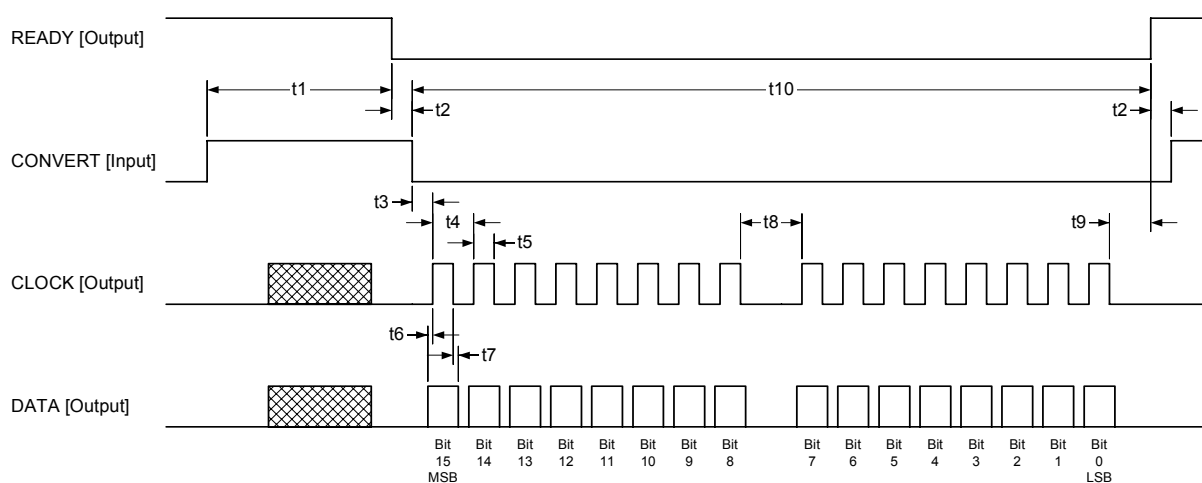 READY [Output]
t1
t10
t2
t2
CONVERT [Input]
t3
t4
t8
t9
t5
CLOCK [Output]
t6
t7
DATA [Output]
Bit Bit Bit Bit Bit Bit Bit Bit Bit Bit Bit Bit Bit Bit Bit Bit
15 14 13 12 11 10 9 8 7 6 5 4 3 2 1 0
MSB LSB